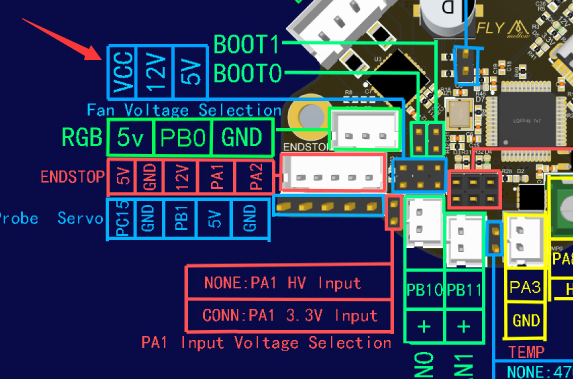 BOOT1
BOOT0
VCC 12V 5V
Fan Voltage Selection
FLY
mellow
RGB 5v PB0 GND
ENDSTOP
ENDSTOP 5V GND 12V PA1 PA2
Probe Servo PC15 GND PB1 5V GND
NONE:PA1 HV Input
CONN:PA1 3.3V Input
PA1 Input Voltage Selection
PB10 PB11
+ +
PA3
GND
TEMP
NONE:47